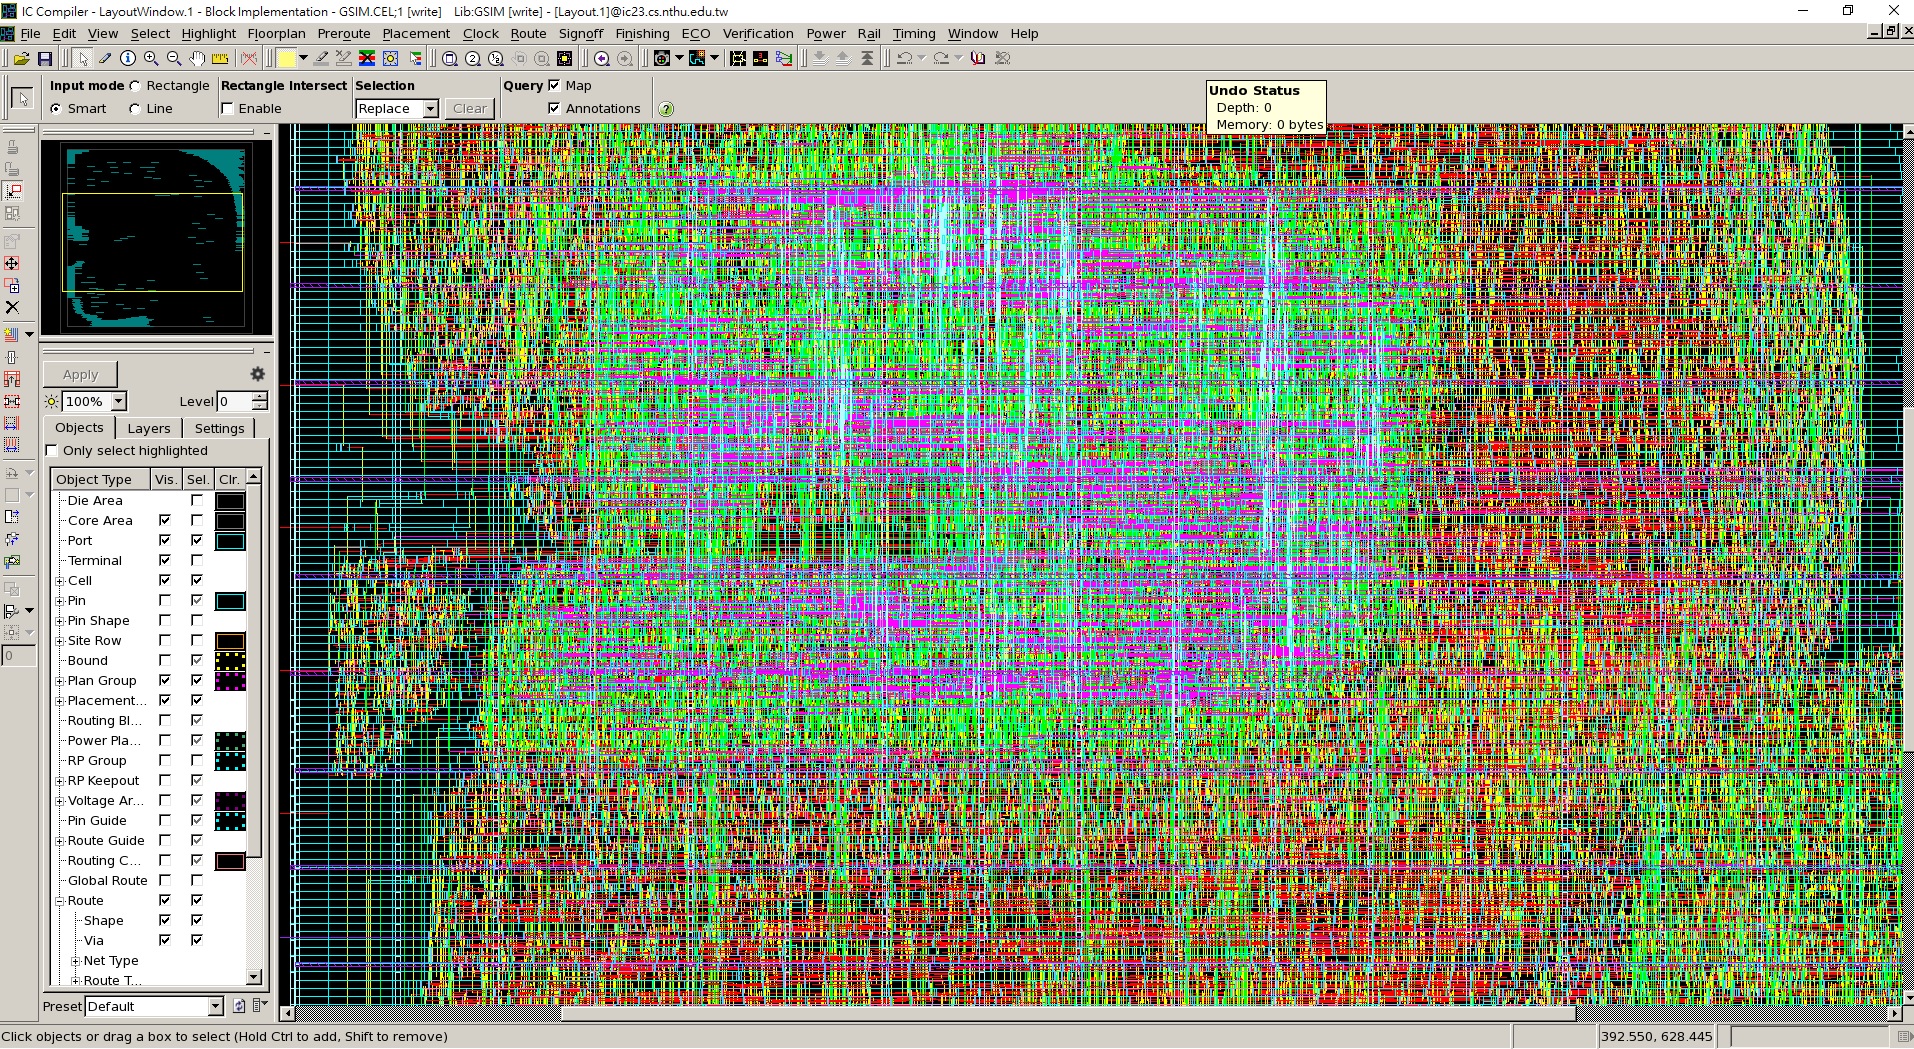 IC Compiler - LayoutWindow.1 - Block Implementation - GSIM.CEL;1 [write]    Lib:GSIM [write] - [Layout.1]@ic23.cs.nthu.edu.tw
File Edit View Select Highlight Floorplan Preroute Placement Clock Route Signoff Finishing ECO Verification Power Rail Timing Window Help
Input mode Rectangle Rectangle Intersect Selection Query Map
Smart Line Enable Replace Clear Annotations
Undo Status
Depth: 0
Memory: 0 bytes
Apply
100% Level 0
Objects Layers Settings
Only select highlighted
Object Type Vis. Sel. Clr.
Die Area
Core Area
Port
Terminal
Cell
Pin
Pin Shape
Site Row
Bound
Plan Group
Placement...
Routing Bl...
Power Pla...
RP Group
RP Keepout
Voltage Ar...
Pin Guide
Route Guide
Routing C...
Global Route
Route
Shape
Via
Net Type
Route T...
0
Preset Default
Click objects or drag a box to select (Hold Ctrl to add, Shift to remove)
392.550, 628.445